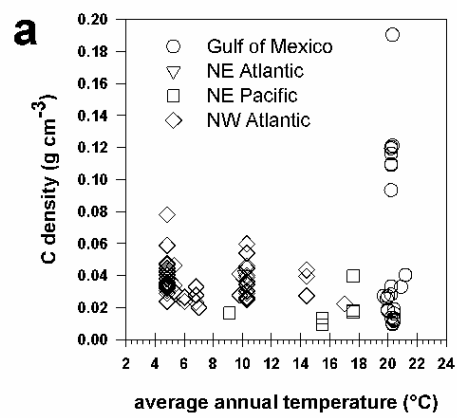 a
0.20
0.18
0.16
0.14
0.12
0.10
0.08
0.06
0.04
0.02
0.00
C density (g cm⁻³)
Gulf of Mexico
NE Atlantic
NE Pacific
NW Atlantic
2 4 6 8 10 12 14 16 18 20 22 24
average annual temperature (°C)